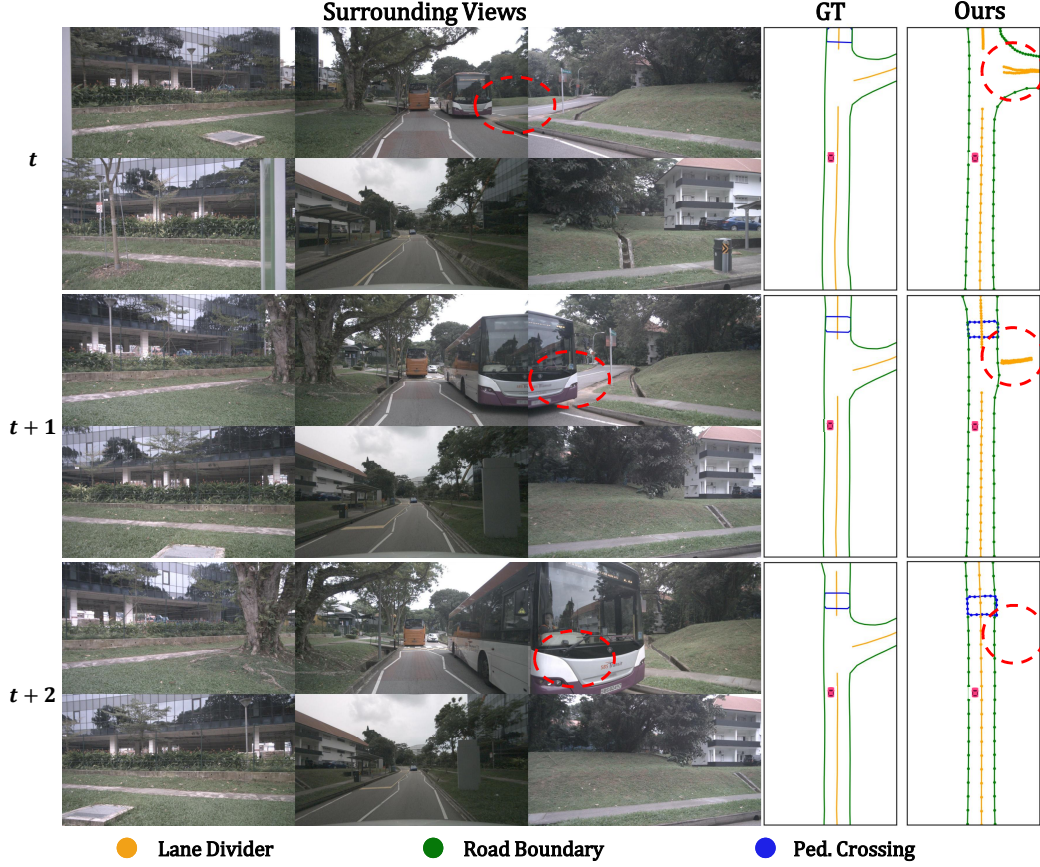 Surrounding Views GT Ours
t
t + 1
t + 2
Lane Divider Road Boundary Ped. Crossing